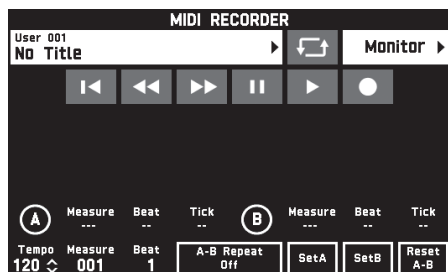 MIDI RECORDER
User 001
No Title
Monitor
A Measure Beat Tick B Measure Beat Tick
--- -- -- --- -- --
Tempo Measure Beat A-B Repeat SetA SetB Reset
120 001 1 Off A-B